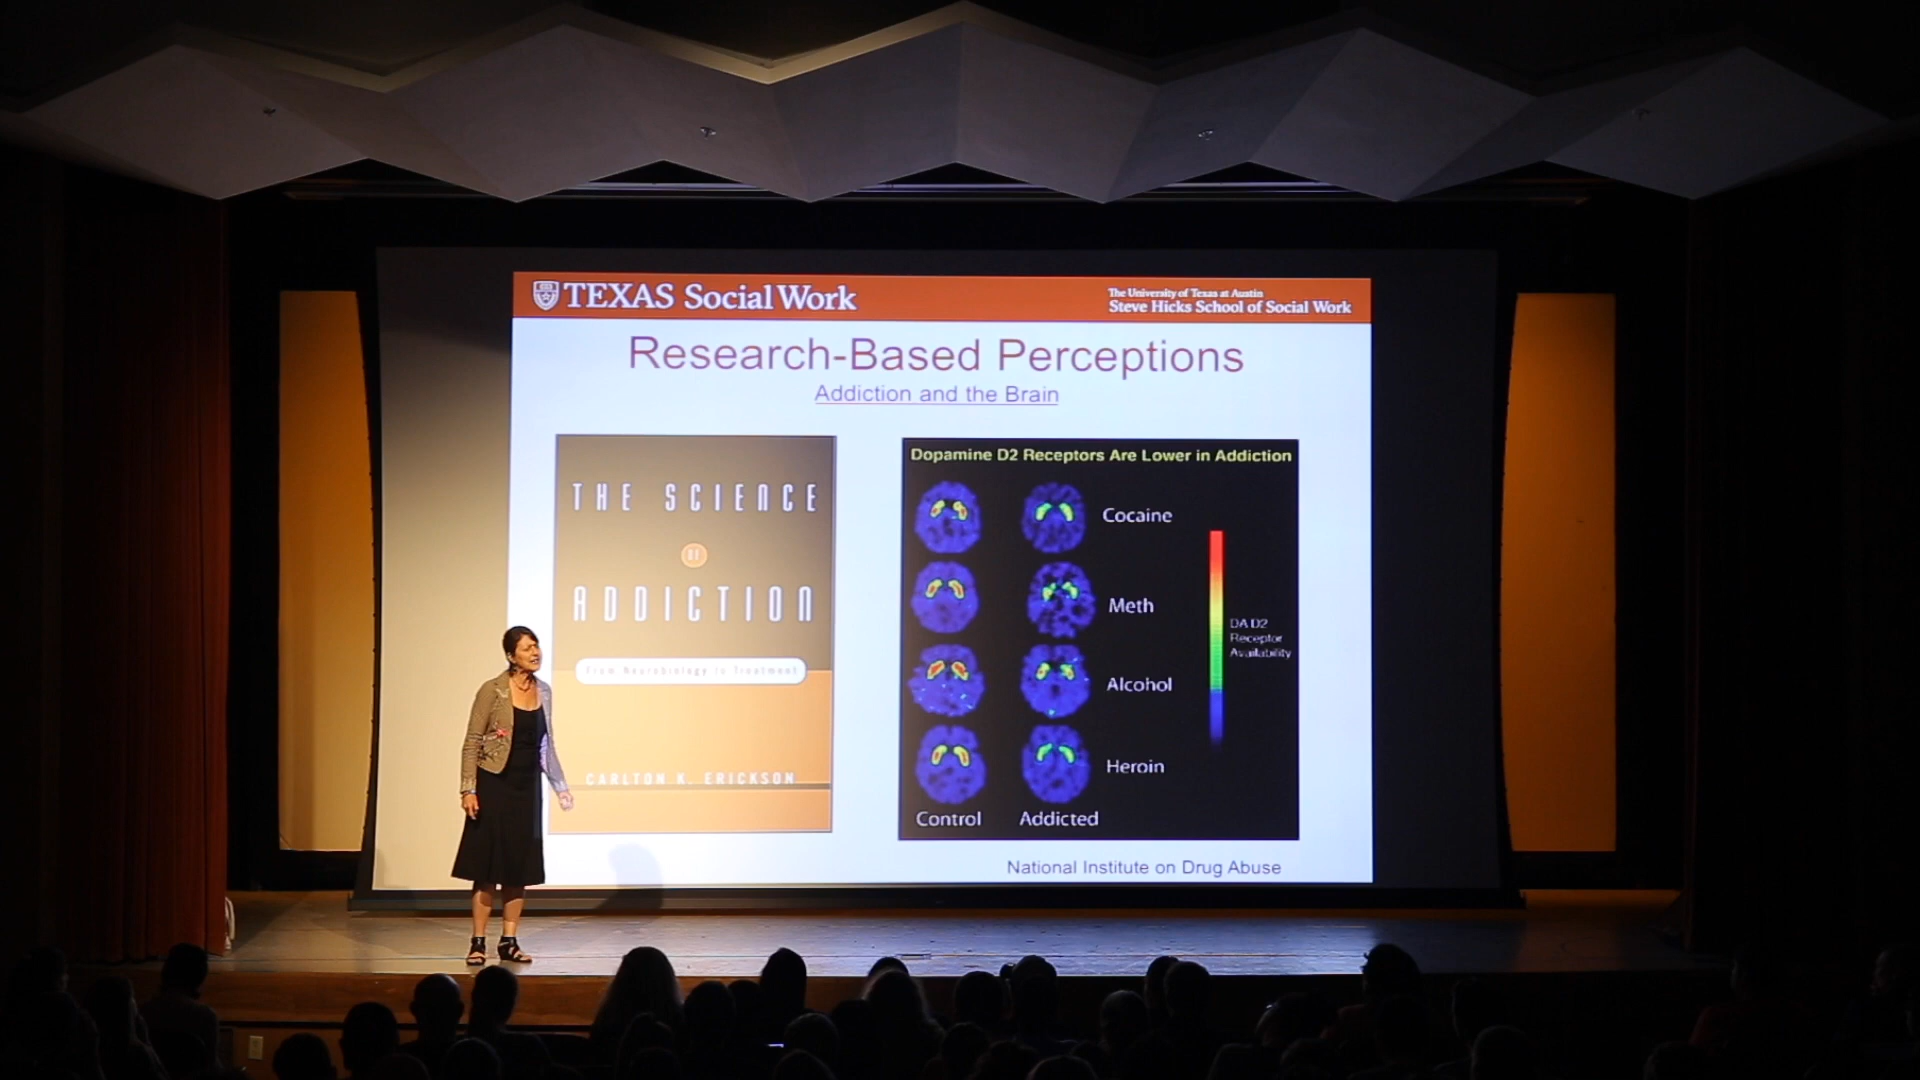 TEXAS Social Work
The University of Texas at Austin
Steve Hicks School of Social Work
Research-Based Perceptions
Addiction and the Brain
THE SCIENCE
OF
ADDICTION
From Neurobiology to Treatment
CARLTON K. ERICKSON
Dopamine D2 Receptors Are Lower in Addiction
Cocaine
Meth
Alcohol
Heroin
Control Addicted
DA D2
Receptor
Availability
National Institute on Drug Abuse